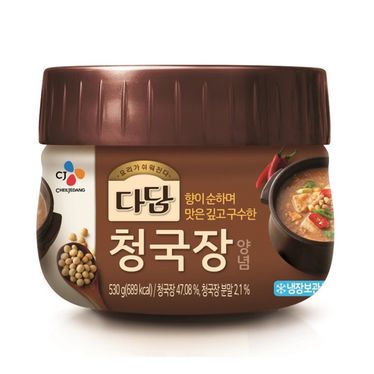 요리가 쉬워진다
CJ
CHEILJEDANG
다담
향이 순하며
맛은 깊고 구수한
청국장
양념
530 g(689 kcal) / 청국장 47.08 %, 청국장 분말 2.1 %
냉장보관